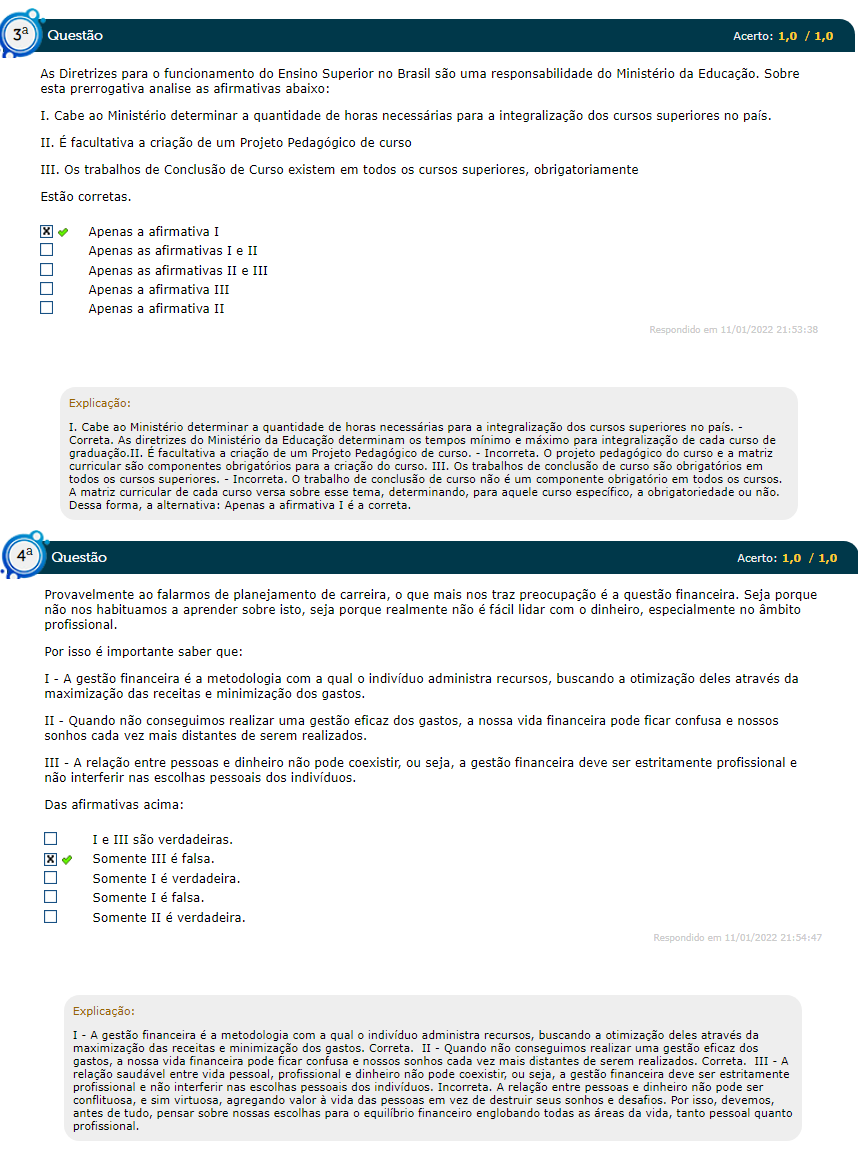 3ª Questão Acerto: 1,0 / 1,0
As Diretrizes para o funcionamento do Ensino Superior no Brasil são uma responsabilidade do Ministério da Educação. Sobre
esta prerrogativa analise as afirmativas abaixo:
I. Cabe ao Ministério determinar a quantidade de horas necessárias para a integralização dos cursos superiores no país.
II. É facultativa a criação de um Projeto Pedagógico de curso
III. Os trabalhos de Conclusão de Curso existem em todos os cursos superiores, obrigatoriamente
Estão corretas.
Apenas a afirmativa I
Apenas as afirmativas I e II
Apenas as afirmativas II e III
Apenas a afirmativa III
Apenas a afirmativa II
Respondido em 11/01/2022 21:53:38
Explicação:
I. Cabe ao Ministério determinar a quantidade de horas necessárias para a integralização dos cursos superiores no país. -
Correta. As diretrizes do Ministério da Educação determinam os tempos mínimo e máximo para integralização de cada curso de
graduação.II. É facultativa a criação de um Projeto Pedagógico de curso. - Incorreta. O projeto pedagógico do curso e a matriz
curricular são componentes obrigatórios para a criação do curso. III. Os trabalhos de conclusão de curso são obrigatórios em
todos os cursos superiores. - Incorreta. O trabalho de conclusão de curso não é um componente obrigatório em todos os cursos.
A matriz curricular de cada curso versa sobre esse tema, determinando, para aquele curso específico, a obrigatoriedade ou não.
Dessa forma, a alternativa: Apenas a afirmativa I é a correta.
4ª Questão Acerto: 1,0 / 1,0
Provavelmente ao falarmos de planejamento de carreira, o que mais nos traz preocupação é a questão financeira. Seja porque
não nos habituamos a aprender sobre isto, seja porque realmente não é fácil lidar com o dinheiro, especialmente no âmbito
profissional.
Por isso é importante saber que:
I - A gestão financeira é a metodologia com a qual o indivíduo administra recursos, buscando a otimização deles através da
maximização das receitas e minimização dos gastos.
II - Quando não conseguimos realizar uma gestão eficaz dos gastos, a nossa vida financeira pode ficar confusa e nossos
sonhos cada vez mais distantes de serem realizados.
III - A relação entre pessoas e dinheiro não pode coexistir, ou seja, a gestão financeira deve ser estritamente profissional e
não interferir nas escolhas pessoais dos indivíduos.
Das afirmativas acima:
I e III são verdadeiras.
Somente III é falsa.
Somente I é verdadeira.
Somente I é falsa.
Somente II é verdadeira.
Respondido em 11/01/2022 21:54:47
Explicação:
I - A gestão financeira é a metodologia com a qual o indivíduo administra recursos, buscando a otimização deles através da
maximização das receitas e minimização dos gastos. Correta. II - Quando não conseguimos realizar uma gestão eficaz dos
gastos, a nossa vida financeira pode ficar confusa e nossos sonhos cada vez mais distantes de serem realizados. Correta. III - A
relação saudável entre vida pessoal, profissional e dinheiro não pode coexistir, ou seja, a gestão financeira deve ser estritamente
profissional e não interferir nas escolhas pessoais dos indivíduos. Incorreta. A relação entre pessoas e dinheiro não pode ser
conflituosa, e sim virtuosa, agregando valor à vida das pessoas em vez de destruir seus sonhos e desafios. Por isso, devemos,
antes de tudo, pensar sobre nossas escolhas para o equilíbrio financeiro englobando todas as áreas da vida, tanto pessoal quanto
profissional.